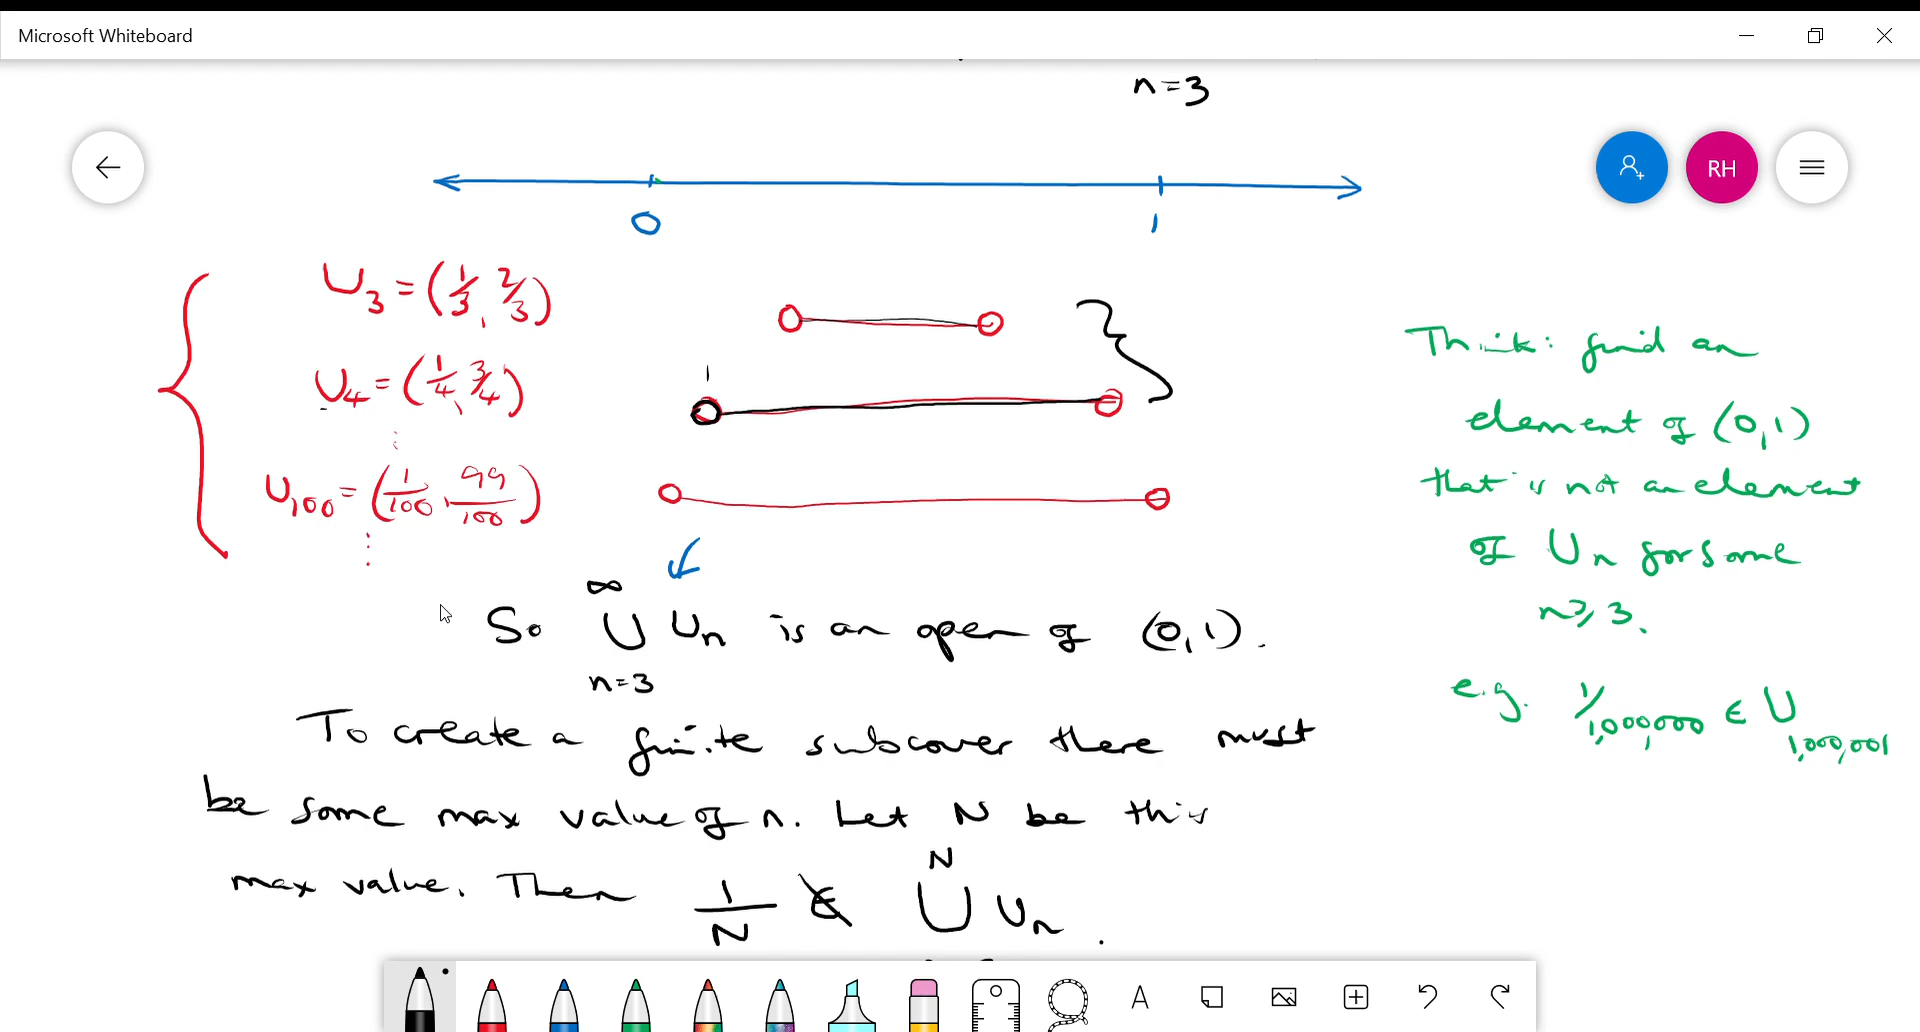 Microsoft Whiteboard
n=3
RH
0 1
U₃ = (1/3, 2/3)
U₄ = (1/4, 3/4)
⋮
U₁₀₀ = (1/100, 99/100)
⋮
Think: find an
element of (0,1)
that is not an element
of Uₙ for some
n ≥ 3.
e.g. 1/1,000,000 ∈ U 1,000,001
∞
So ∪ Uₙ is an open of (0,1).
n=3
To create a finite subcover there must
be some max value of n. Let N be this
max value. Then 1/N ∉ N ∪ Uₙ.
A